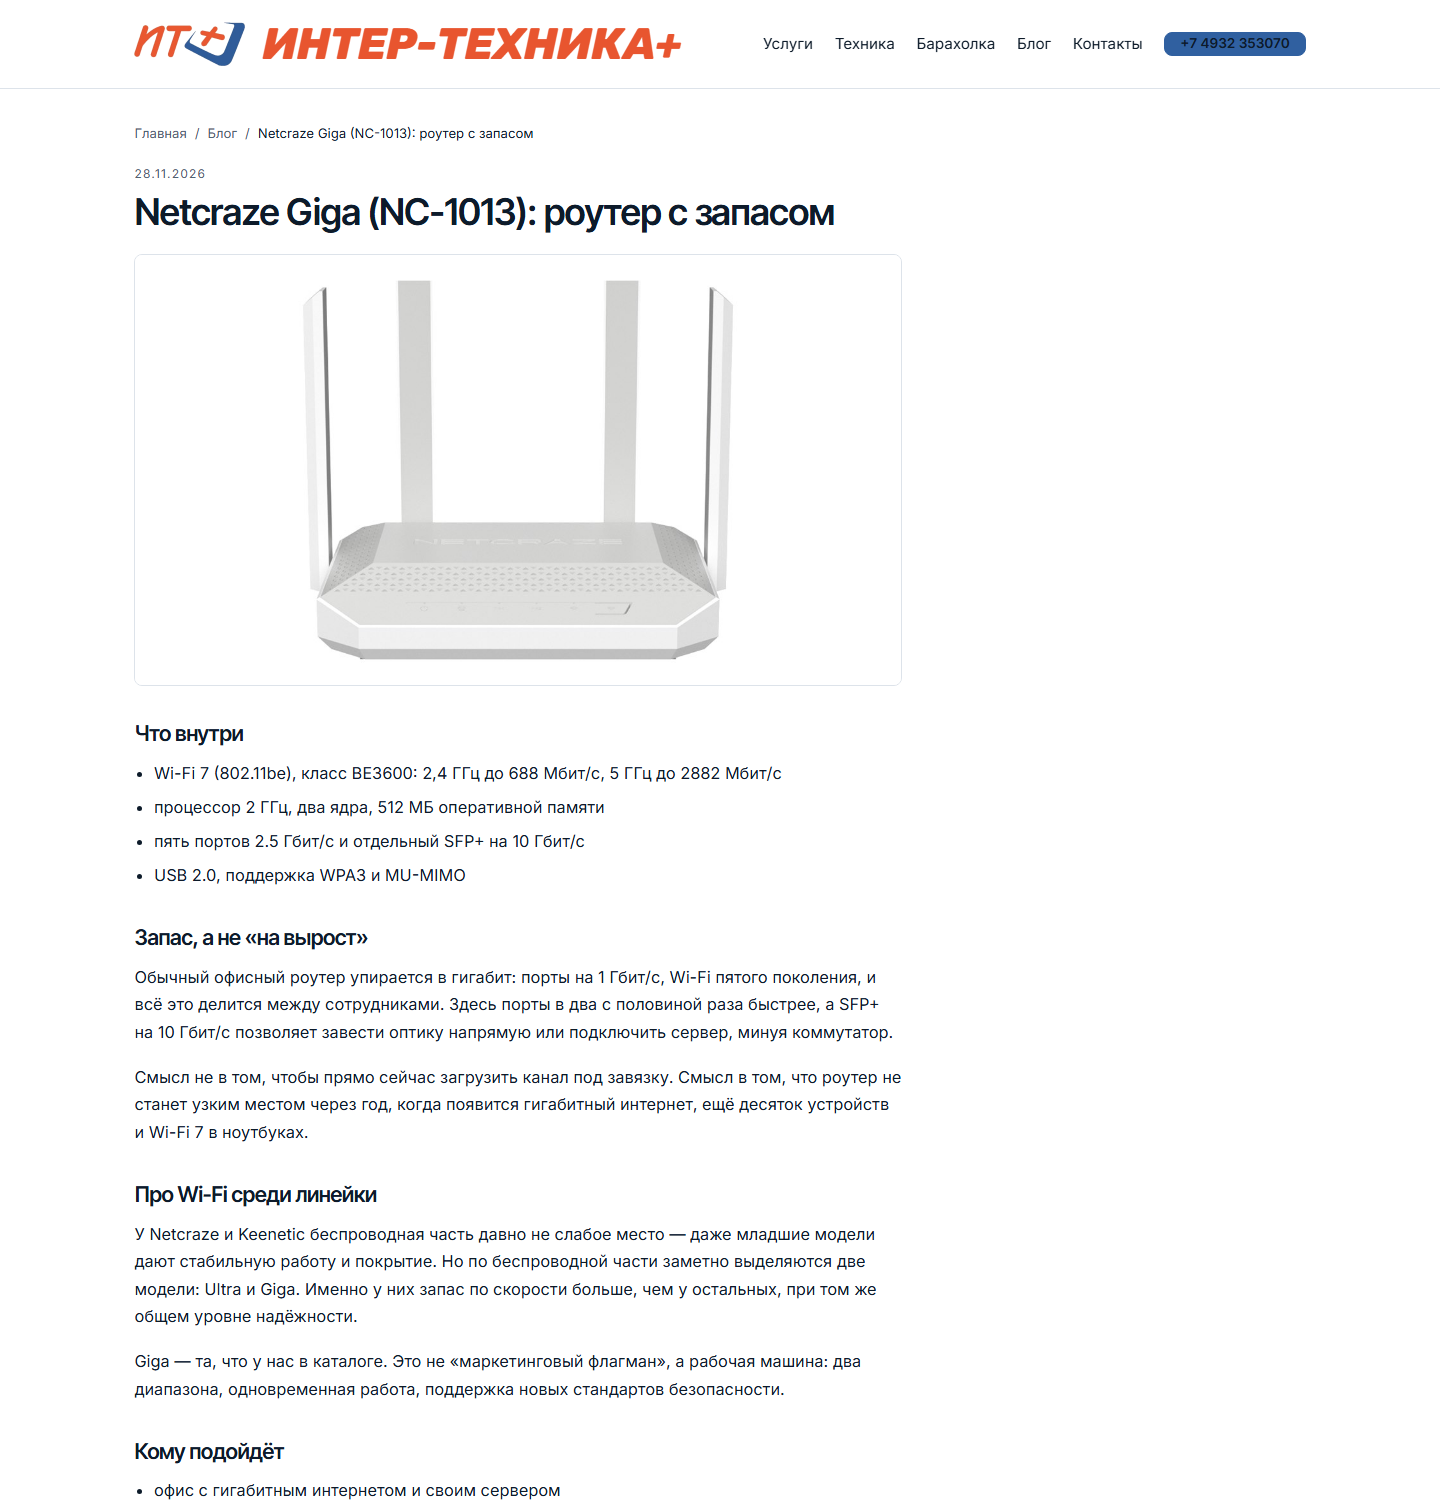 ИТ+ ИНТЕР-ТЕХНИКА+
Услуги Техника Барахолка Блог Контакты +7 4932 353070
Главная / Блог / Netcraze Giga (NC-1013): роутер с запасом
28.11.2026
Netcraze Giga (NC-1013): роутер с запасом
NETCRAZE
Что внутри
• Wi-Fi 7 (802.11be), класс BE3600: 2,4 ГГц до 688 Мбит/с, 5 ГГц до 2882 Мбит/с
• процессор 2 ГГц, два ядра, 512 МБ оперативной памяти
• пять портов 2.5 Гбит/с и отдельный SFP+ на 10 Гбит/с
• USB 2.0, поддержка WPA3 и MU-MIMO
Запас, а не «на вырост»
Обычный офисный роутер упирается в гигабит: порты на 1 Гбит/с, Wi-Fi пятого поколения, и
всё это делится между сотрудниками. Здесь порты в два с половиной раза быстрее, а SFP+
на 10 Гбит/с позволяет завести оптику напрямую или подключить сервер, минуя коммутатор.
Смысл не в том, чтобы прямо сейчас загрузить канал под завязку. Смысл в том, что роутер не
станет узким местом через год, когда появится гигабитный интернет, ещё десяток устройств
и Wi-Fi 7 в ноутбуках.
Про Wi-Fi среди линейки
У Netcraze и Keenetic беспроводная часть давно не слабое место — даже младшие модели
дают стабильную работу и покрытие. Но по беспроводной части заметно выделяются две
модели: Ultra и Giga. Именно у них запас по скорости больше, чем у остальных, при том же
общем уровне надёжности.
Giga — та, что у нас в каталоге. Это не «маркетинговый флагман», а рабочая машина: два
диапазона, одновременная работа, поддержка новых стандартов безопасности.
Кому подойдёт
• офис с гигабитным интернетом и своим сервером